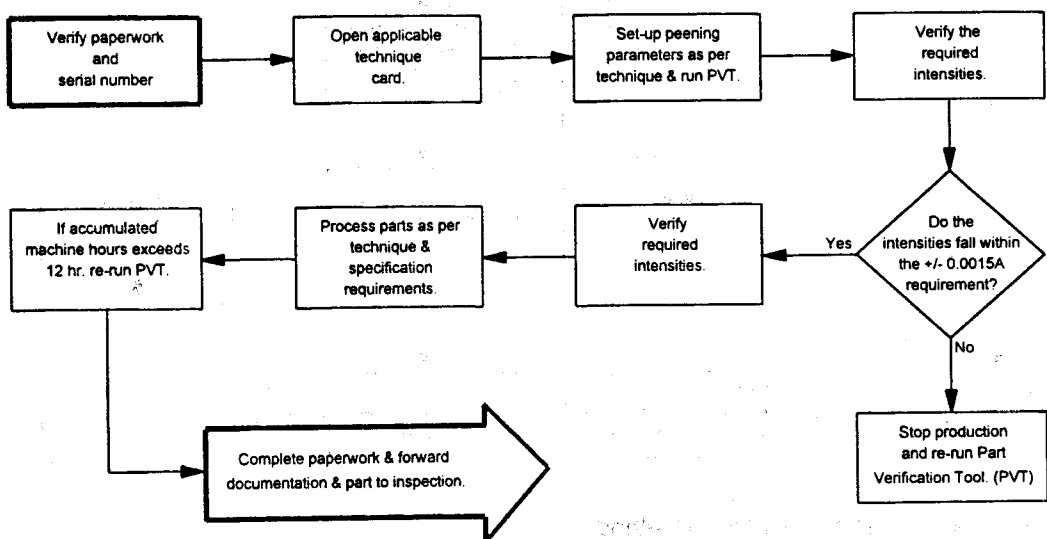 Verify paperwork
and
serial number
Open applicable
technique
card.
Set-up peening
parameters as per
technique & run PVT.
Verify the
required
intensities.
Do the
intensities fall within
the +/- 0.0015A
requirement?
Yes
No
Verify
required
intensities.
Process parts as per
technique &
specification
requirements.
If accumulated
machine hours exceeds
12 hr. re-run PVT.
Complete paperwork & forward
documentation & part to inspection.
Stop production
and re-run Part
Verification Tool. (PVT)